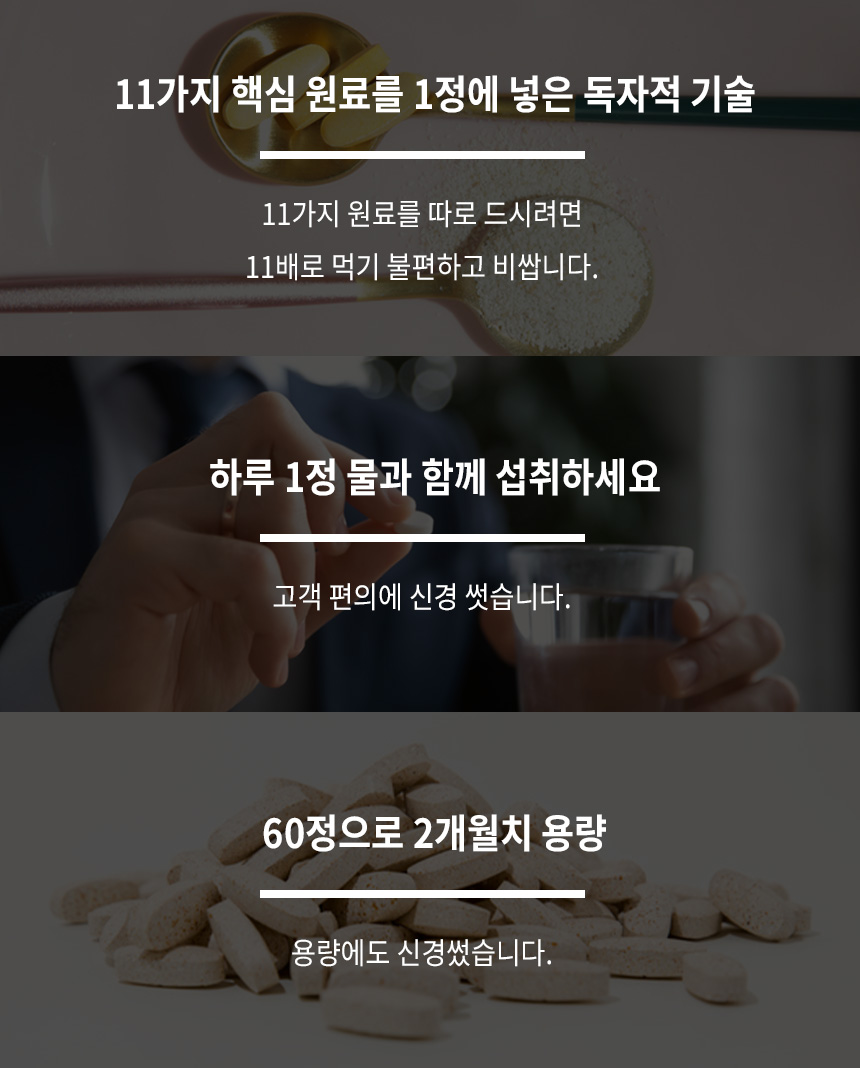 11가지 핵심 원료를 1정에 넣은 독자적 기술
11가지 원료를 따로 드시려면
11배로 먹기 불편하고 비쌉니다.
하루 1정 물과 함께 섭취하세요
고객 편의에 신경 썻습니다.
60정으로 2개월치 용량
용량에도 신경썼습니다.